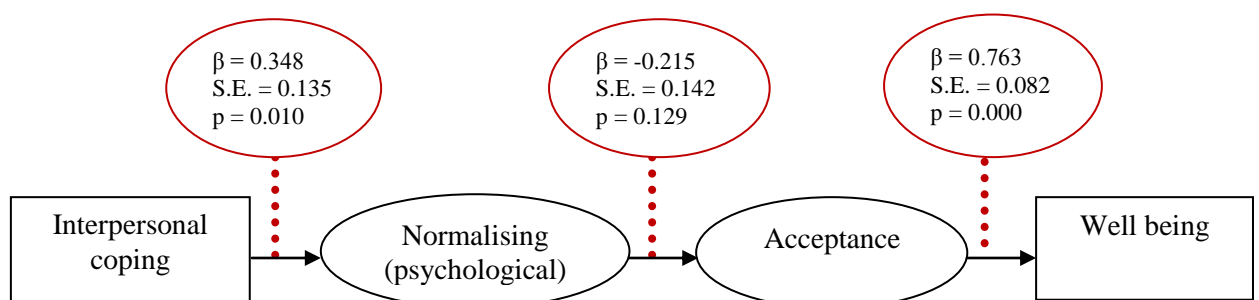 β = 0.348
S.E. = 0.135
p = 0.010
β = -0.215
S.E. = 0.142
p = 0.129
β = 0.763
S.E. = 0.082
p = 0.000
Interpersonal
coping
Normalising
(psychological)
Acceptance
Well being